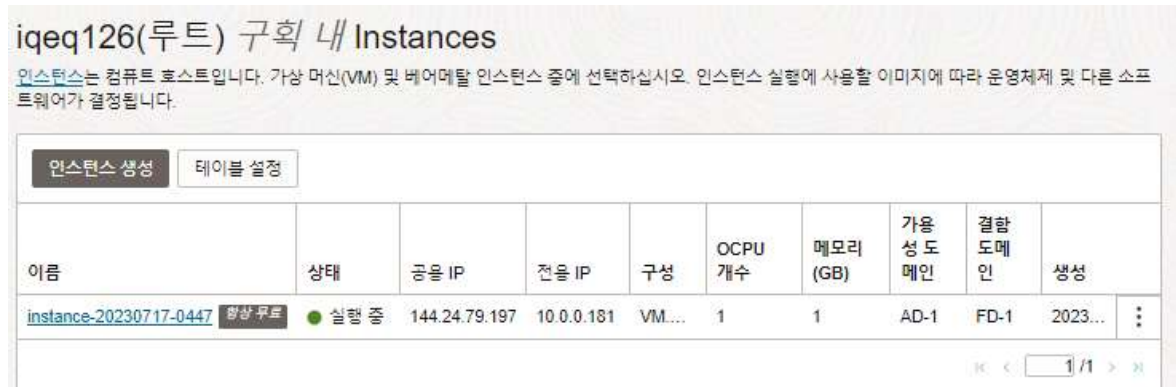 iqeq126(루트) 구획 내 Instances
인스턴스는 컴퓨트 호스트입니다. 가상 머신(VM) 및 베어메탈 인스턴스 중에 선택하십시오. 인스턴스 실행에 사용할 이미지에 따라 운영체제 및 다른 소프
트웨어가 결정됩니다.
인스턴스 생성 테이블 설정
이름 상태 공용 IP 전용 IP 구성 OCPU 개수 메모리 (GB) 가용성 도메인 결함 도메인 생성
instance-20230717-0447 항상 무료 실행 중 144.24.79.197 10.0.0.181 VM.... 1 1 AD-1 FD-1 2023...
1 /1